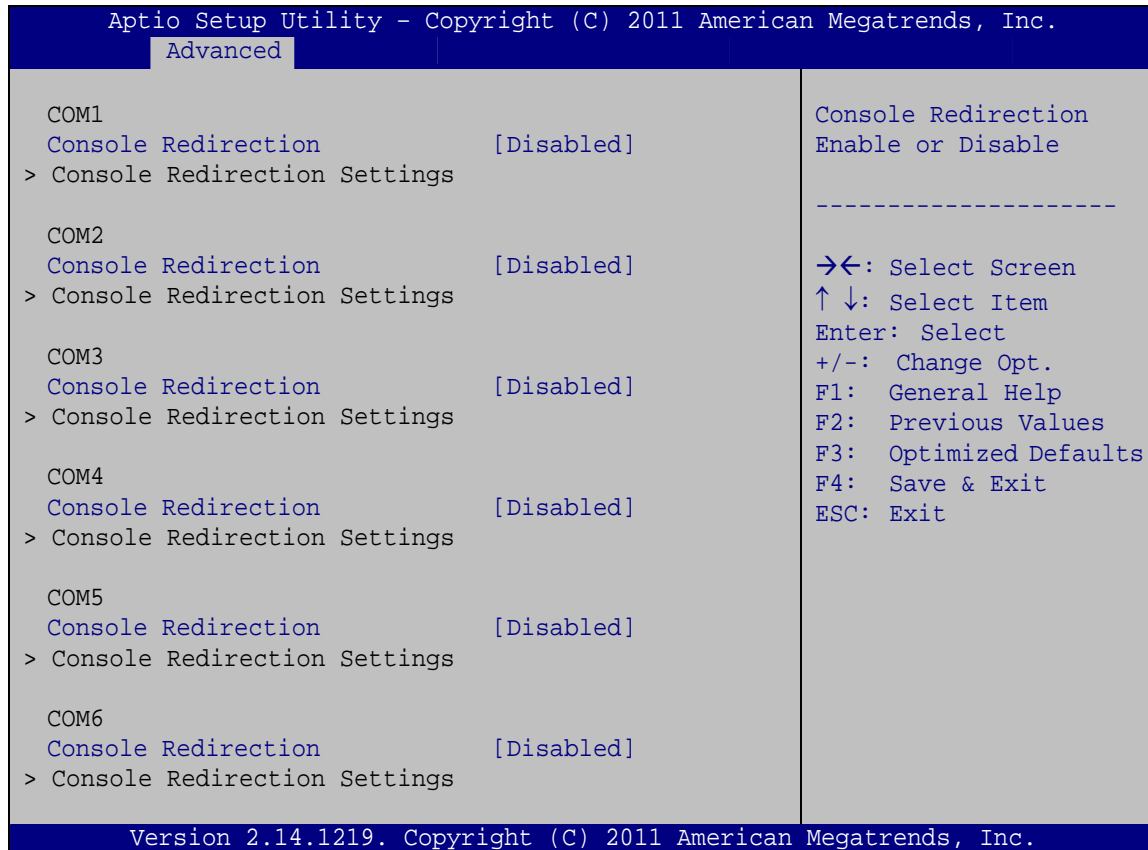 Aptio Setup Utility – Copyright (C) 2011 American Megatrends, Inc.
Advanced
COM1
Console Redirection [Disabled]
> Console Redirection Settings
COM2
Console Redirection [Disabled]
> Console Redirection Settings
COM3
Console Redirection [Disabled]
> Console Redirection Settings
COM4
Console Redirection [Disabled]
> Console Redirection Settings
COM5
Console Redirection [Disabled]
> Console Redirection Settings
COM6
Console Redirection [Disabled]
> Console Redirection Settings
Console Redirection
Enable or Disable
---------------------
→←: Select Screen
↑ ↓: Select Item
Enter: Select
+/-: Change Opt.
F1: General Help
F2: Previous Values
F3: Optimized Defaults
F4: Save & Exit
ESC: Exit
Version 2.14.1219. Copyright (C) 2011 American Megatrends, Inc.